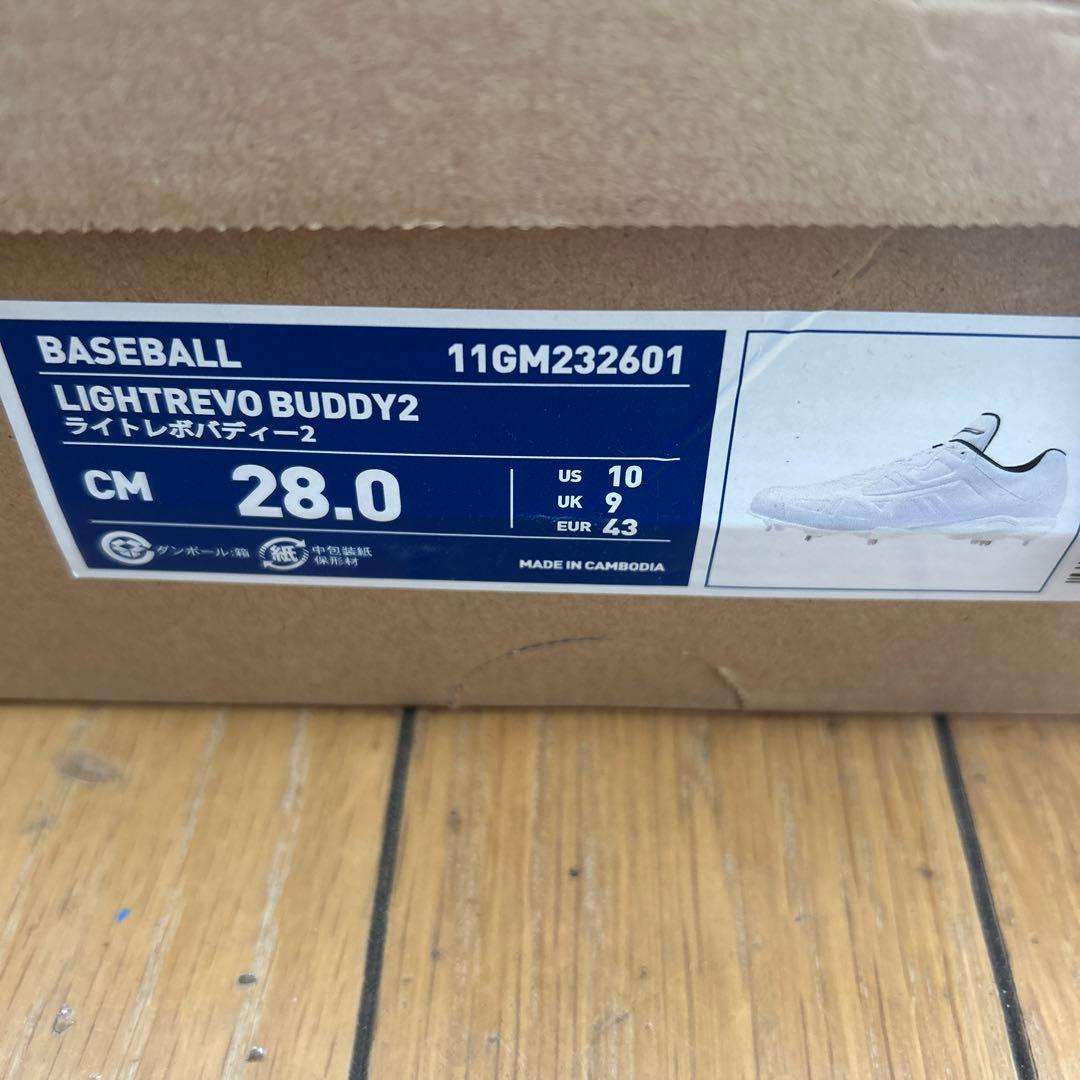 BASEBALL 11GM232601
LIGHTREVO BUDDY2
ライトレボバディー2
CM 28.0
US 10
UK 9
EUR 43
ダンボール:箱 紙 中包装紙
保形材
MADE IN CAMBODIA